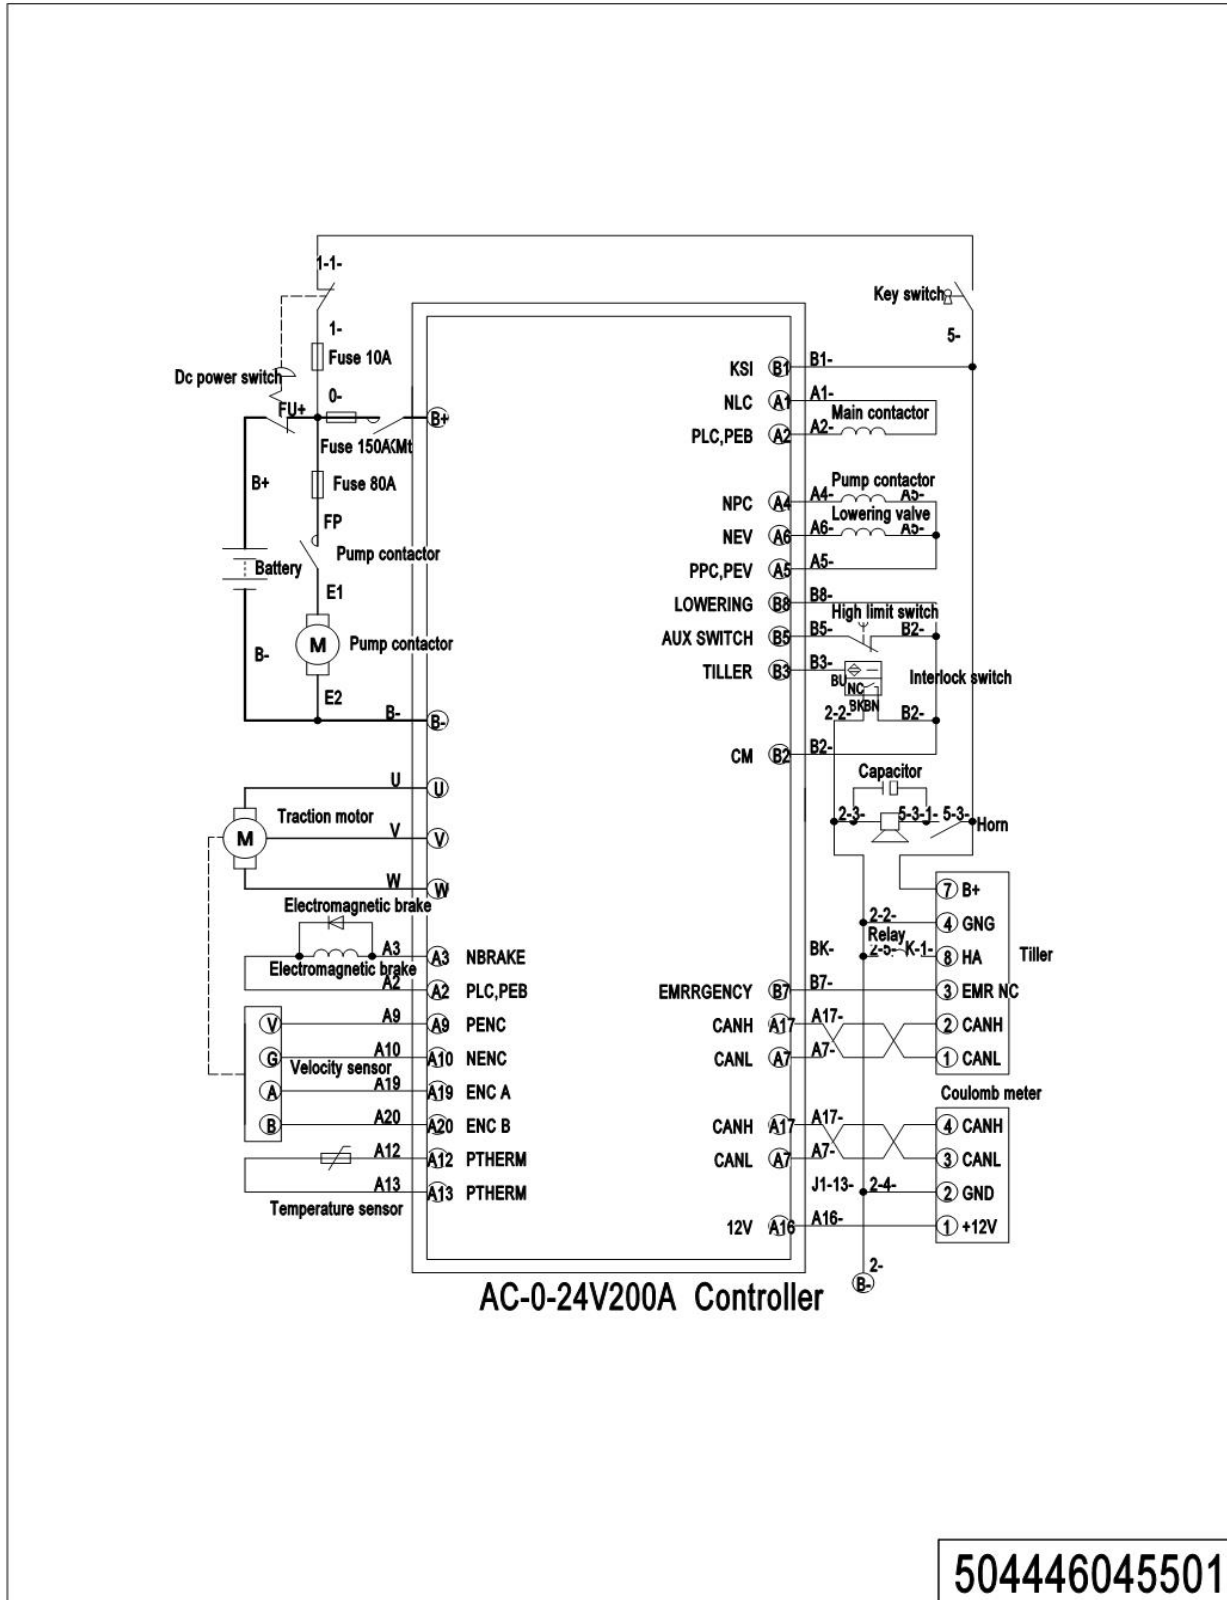 1-1-
Key switch
1-
5-
Fuse 10A
Dc power switch
KSI B1 B1-
0-
FU+
NLC A1 A1-
Main contactor
B+
Fuse 150A Mt
PLC,PEB A2 A2-
B+
Fuse 80A
Pump contactor
NPC A4 A4- A5-
FP
Lowering valve
NEV A6 A6- A5-
Pump contactor
Battery
PPC,PEV A5 A5-
E1
LOWERING B8 B8-
High limit switch
M Pump contactor
AUX SWITCH B5 B5- B2-
B-
TILLER B3 B3-
BU
Interlock switch
NC
E2
BKBN
B- B-
2-2- B2-
CM B2 B2-
Capacitor
U U
Traction motor
2-3- 5-3-1- 5-3- Horn
M V V
W W
7 B+
Electromagnetic brake
2-2- 4 GNG
Relay
A3 A3 NBRAKE
BK- 2-5- K-1- 8 HA
Tiller
Electromagnetic brake
A2 A2 PLC,PEB
EMRRGENCY B7 B7- 3 EMR NC
V A9 A9 PENC
CANH A17 A17- 2 CANH
G A10 A10 NENC
CANL A7 A7- 1 CANL
Velocity sensor
A A19 A19 ENC A
Coulomb meter
B A20 A20 ENC B
CANH A17 A17- 4 CANH
A12 A12 PTHERM
CANL A7 A7- 3 CANL
A13 A13 PTHERM
J1-13- 2-4- 2 GND
Temperature sensor
12V A16 A16- 1 +12V
2-
B-
AC-0-24V200A Controller
504446045501